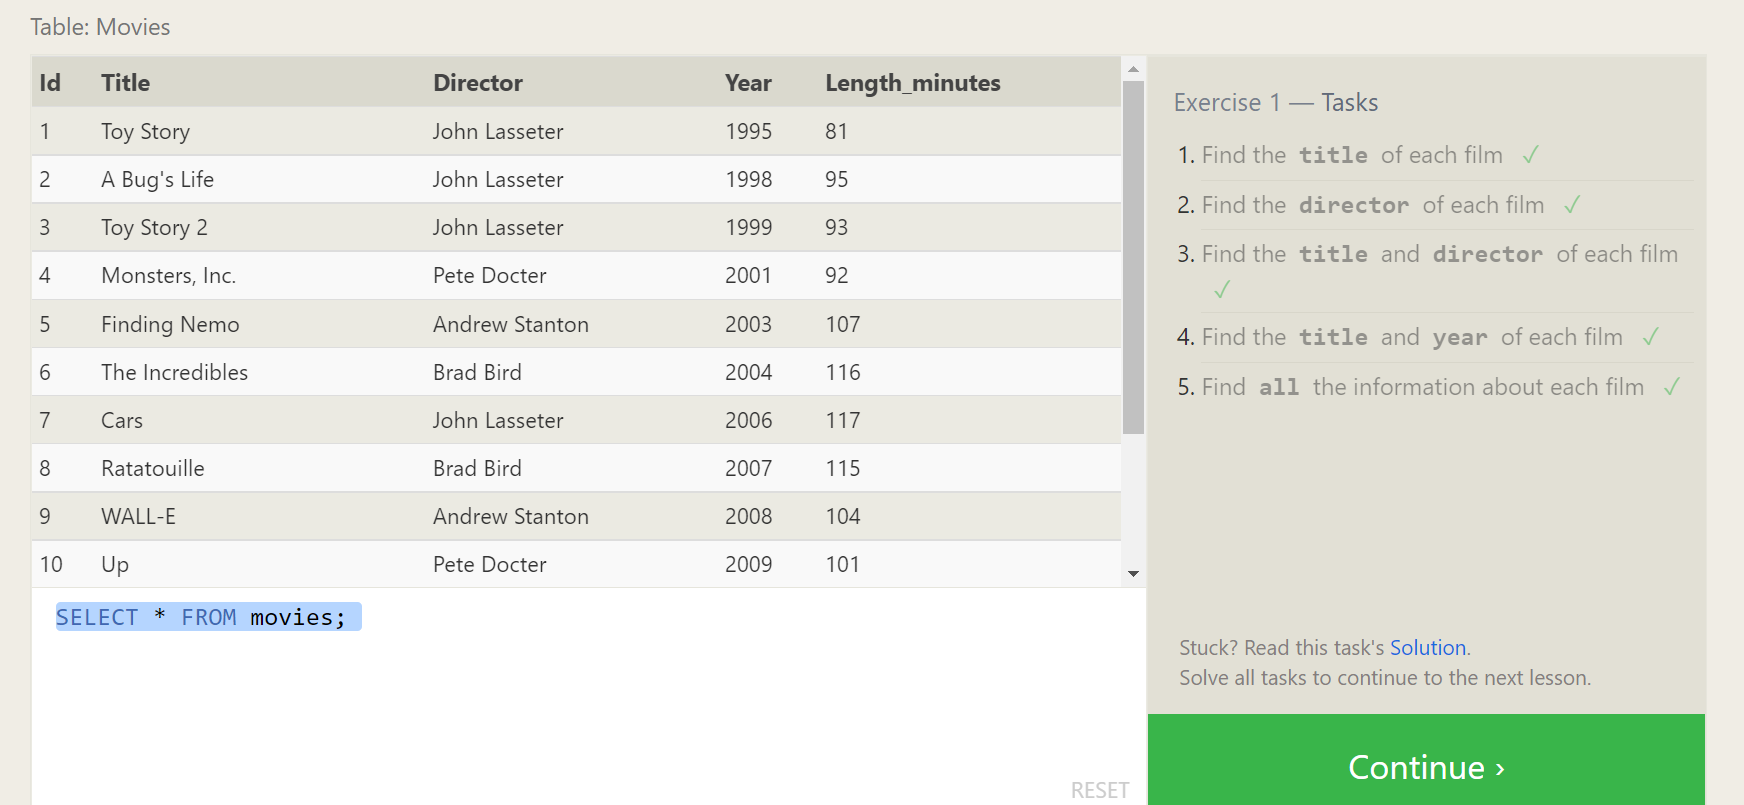 Table: Movies
Id Title Director Year Length_minutes
1 Toy Story John Lasseter 1995 81
2 A Bug's Life John Lasseter 1998 95
3 Toy Story 2 John Lasseter 1999 93
4 Monsters, Inc. Pete Docter 2001 92
5 Finding Nemo Andrew Stanton 2003 107
6 The Incredibles Brad Bird 2004 116
7 Cars John Lasseter 2006 117
8 Ratatouille Brad Bird 2007 115
9 WALL-E Andrew Stanton 2008 104
10 Up Pete Docter 2009 101
SELECT * FROM movies;
RESET
Exercise 1 — Tasks
1. Find the title of each film ✓
2. Find the director of each film ✓
3. Find the title and director of each film
✓
4. Find the title and year of each film ✓
5. Find all the information about each film ✓
Stuck? Read this task's Solution.
Solve all tasks to continue to the next lesson.
Continue ›